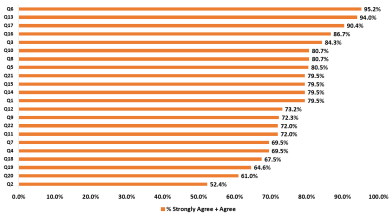 Q6 95.2%
Q13 94.0%
Q17 90.4%
Q16 86.7%
Q3 84.3%
Q10 80.7%
Q8 80.7%
Q5 80.5%
Q21 79.5%
Q15 79.5%
Q14 79.5%
Q1 79.5%
Q12 73.2%
Q9 72.3%
Q22 72.0%
Q11 72.0%
Q7 69.5%
Q4 69.5%
Q18 67.5%
Q19 64.6%
Q20 61.0%
Q2 52.4%
0.0% 10.0% 20.0% 30.0% 40.0% 50.0% 60.0% 70.0% 80.0% 90.0% 100.0%
% Strongly Agree + Agree